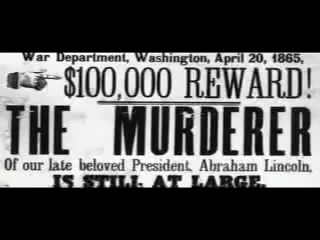 War Department, Washington, April 20, 1865,
$100,000 REWARD!
THE MURDERER
Of our late beloved President, Abraham Lincoln,
IS STILL AT LARGE.